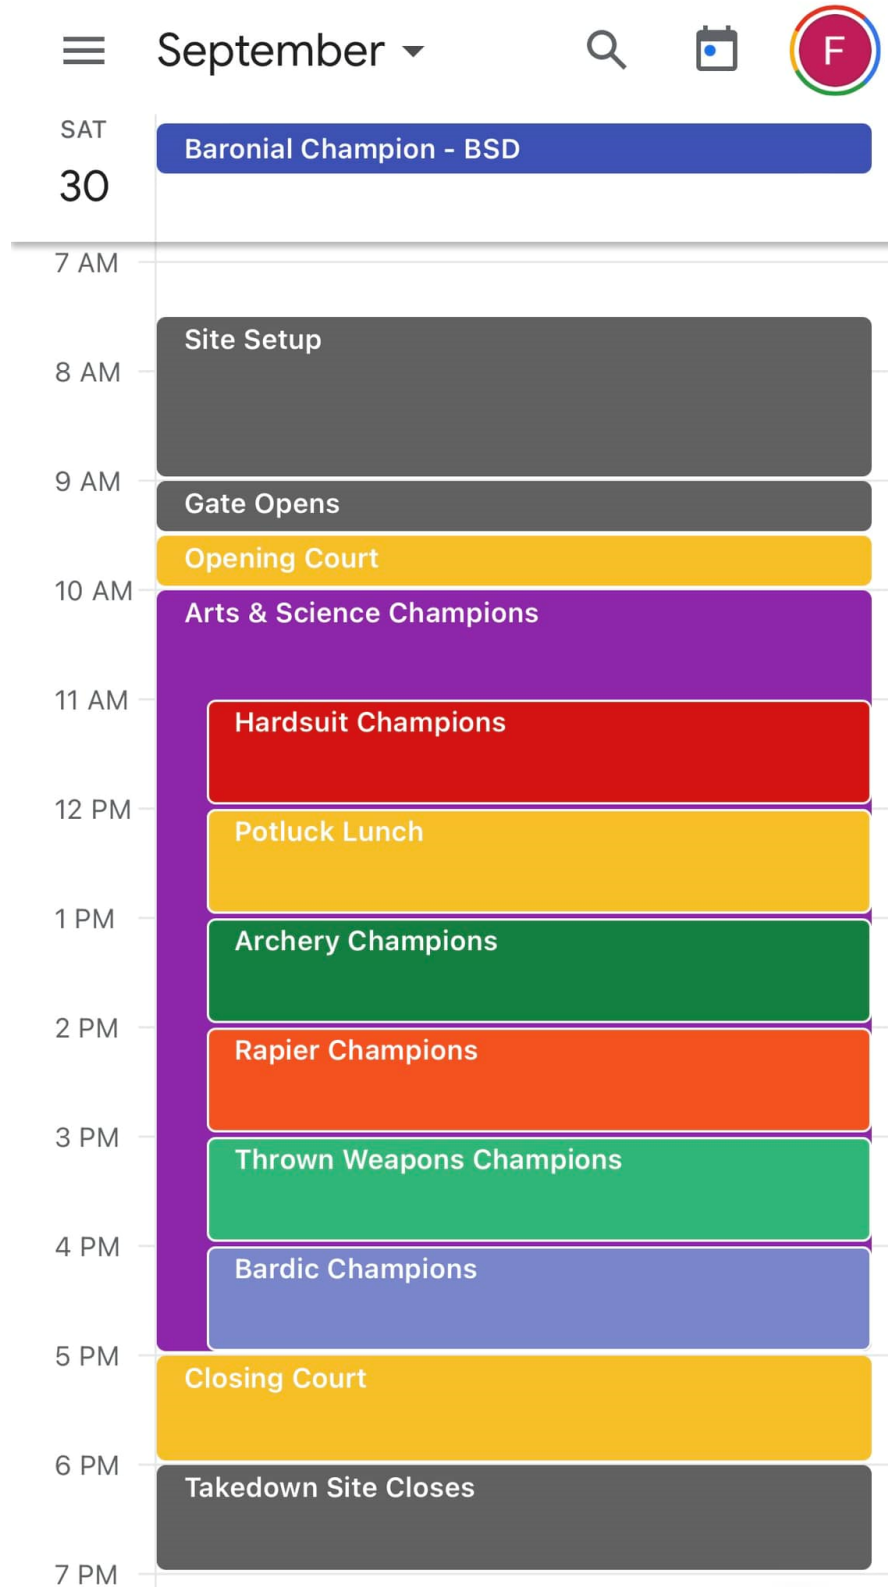 September
F
SAT
30
Baronial Champion - BSD
7 AM
Site Setup
8 AM
9 AM
Gate Opens
Opening Court
10 AM
Arts & Science Champions
11 AM
Hardsuit Champions
12 PM
Potluck Lunch
1 PM
Archery Champions
2 PM
Rapier Champions
3 PM
Thrown Weapons Champions
4 PM
Bardic Champions
5 PM
Closing Court
6 PM
Takedown Site Closes
7 PM